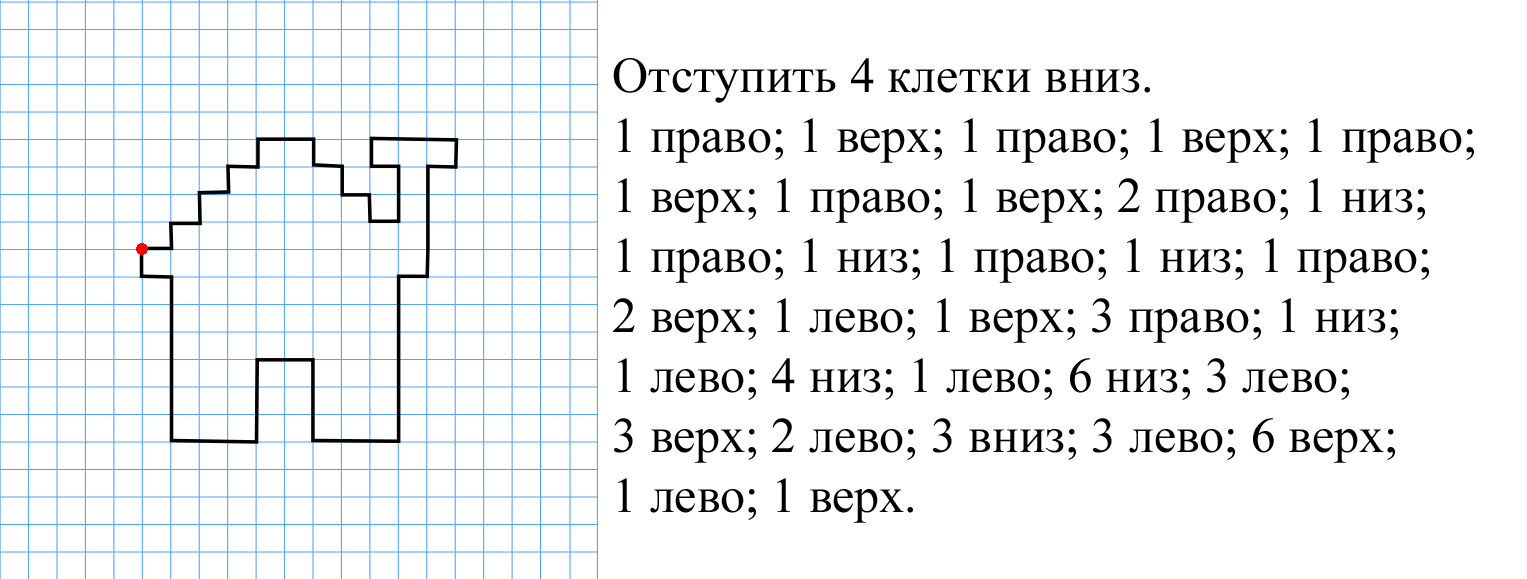 Отступить 4 клетки вниз.
1 право; 1 верх; 1 право; 1 верх; 1 право;
1 верх; 1 право; 1 верх; 2 право; 1 низ;
1 право; 1 низ; 1 право; 1 низ; 1 право;
2 верх; 1 лево; 1 верх; 3 право; 1 низ;
1 лево; 4 низ; 1 лево; 6 низ; 3 лево;
3 верх; 2 лево; 3 вниз; 3 лево; 6 верх;
1 лево; 1 верх.